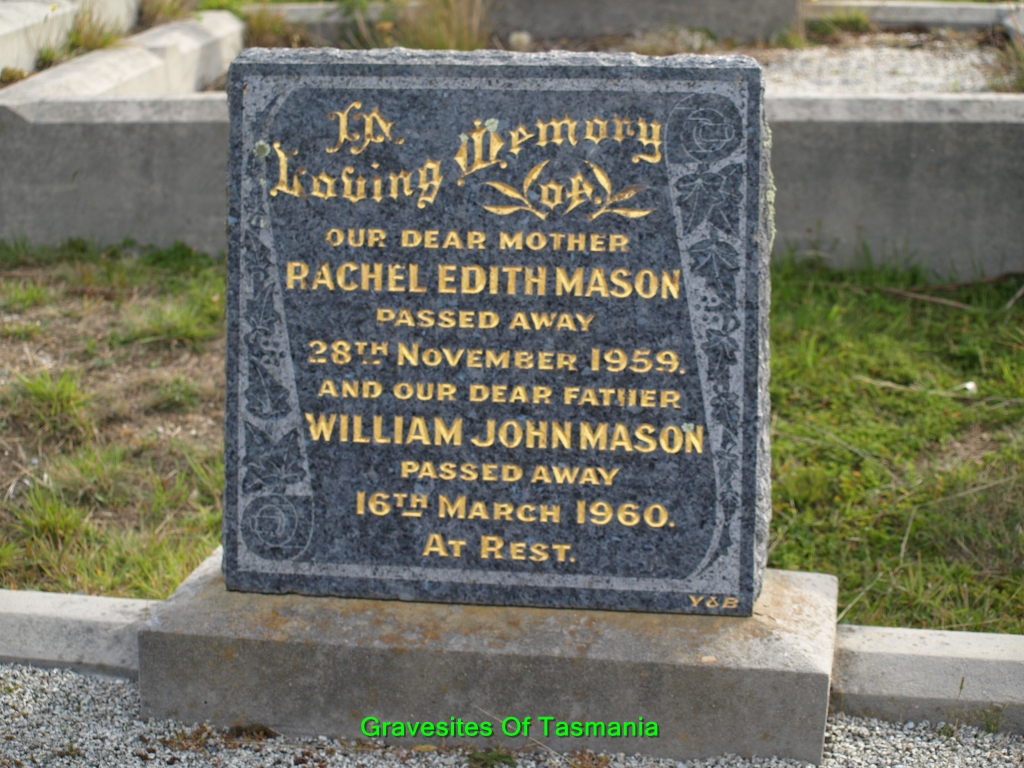 In
Loving Memory
of
OUR DEAR MOTHER
RACHEL EDITH MASON
PASSED AWAY
28TH NOVEMBER 1959.
AND OUR DEAR FATHER
WILLIAM JOHN MASON
PASSED AWAY
16TH MARCH 1960.
AT REST.
Y&B
Gravesites Of Tasmania